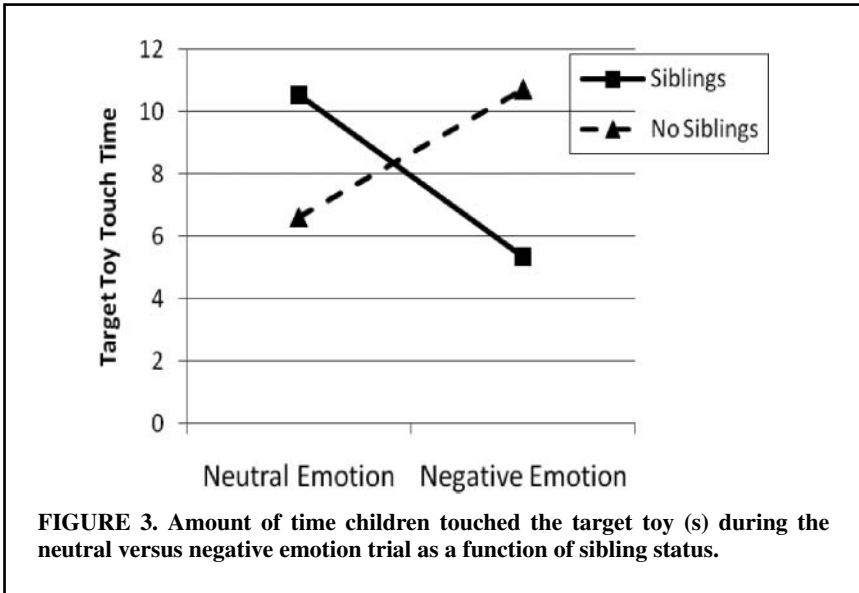 12
10
8
6
4
2
0
Target Toy Touch Time
Siblings
No Siblings
Neutral Emotion Negative Emotion
FIGURE 3. Amount of time children touched the target toy (s) during the
neutral versus negative emotion trial as a function of sibling status.